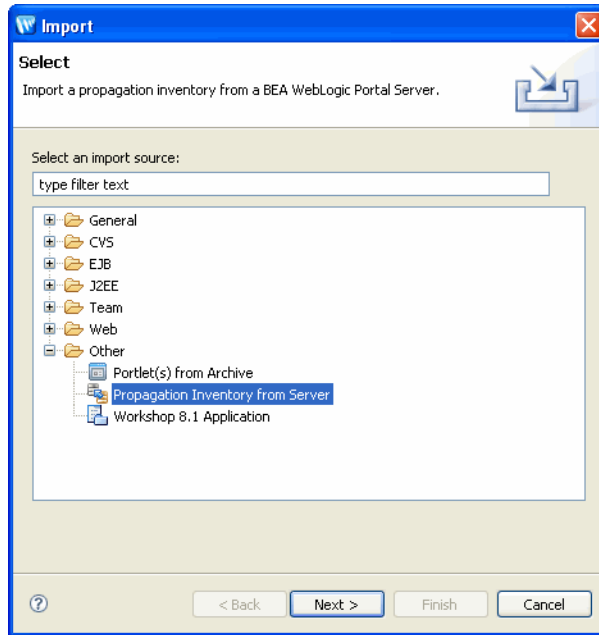 Import
Select
Import a propagation inventory from a BEA WebLogic Portal Server.
Select an import source:
type filter text
General
CVS
EJB
J2EE
Team
Web
Other
Portlet(s) from Archive
Propagation Inventory from Server
Workshop 8.1 Application
?
< Back
Next >
Finish
Cancel